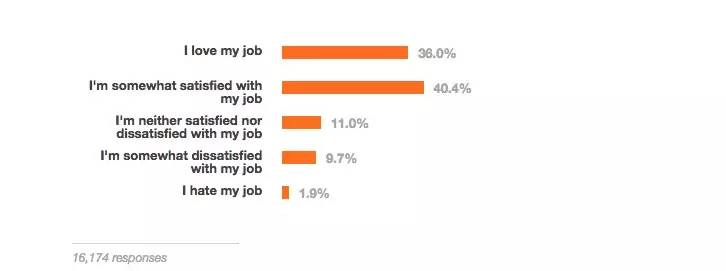 I love my job 36.0%
I'm somewhat satisfied with
my job 40.4%
I'm neither satisfied nor
dissatisfied with my job 11.0%
I'm somewhat dissatisfied
with my job 9.7%
I hate my job 1.9%
16,174 responses